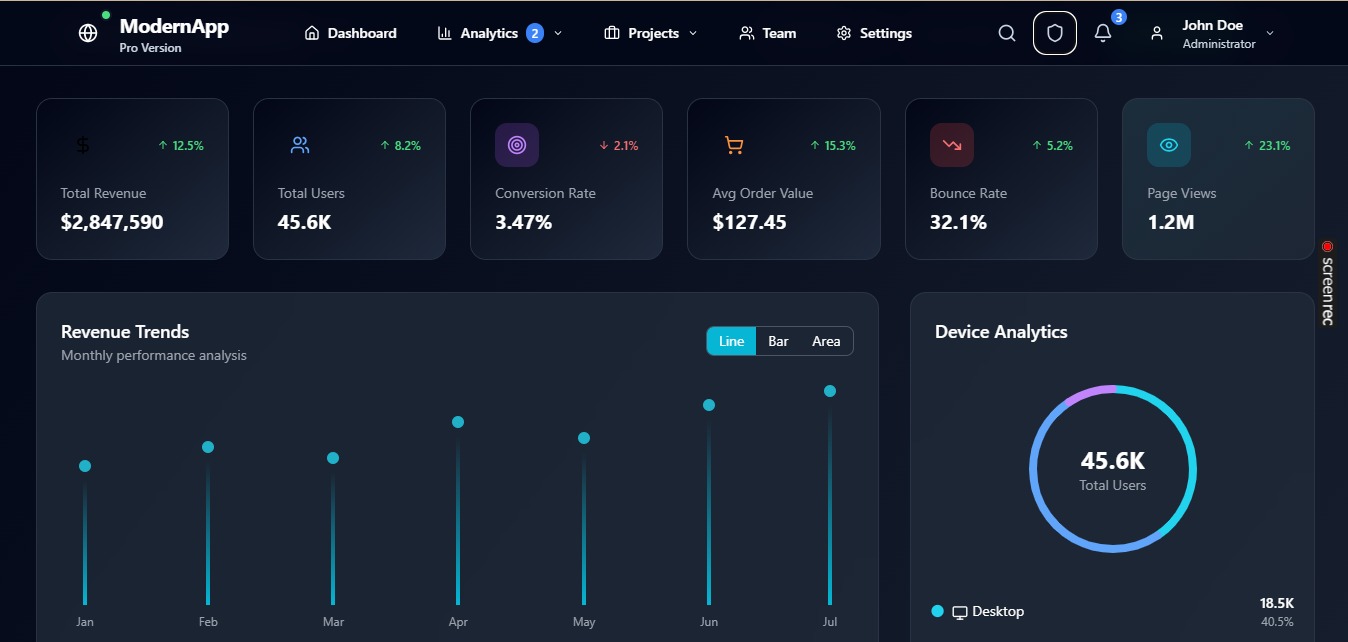 ModernApp
Pro Version
Dashboard
Analytics 2
Projects
Team
Settings
3
John Doe
Administrator
$
↑ 12.5%
Total Revenue
$2,847,590
↑ 8.2%
Total Users
45.6K
↓ 2.1%
Conversion Rate
3.47%
↑ 15.3%
Avg Order Value
$127.45
↑ 5.2%
Bounce Rate
32.1%
↑ 23.1%
Page Views
1.2M
screenrec
Revenue Trends
Monthly performance analysis
Line Bar Area
Jan Feb Mar Apr May Jun Jul
Device Analytics
45.6K
Total Users
Desktop
18.5K
40.5%